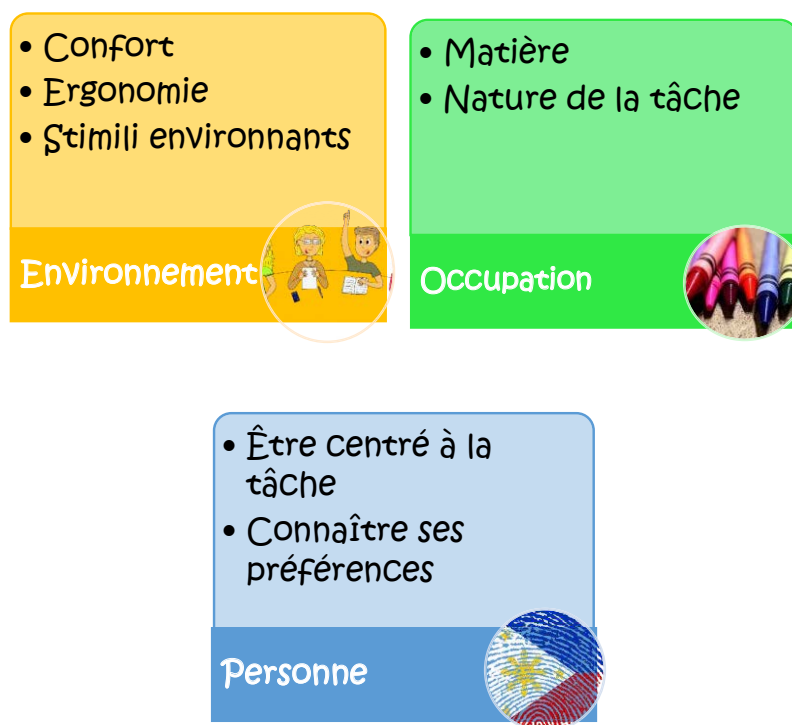 • Confort
• Ergonomie
• Stimili environnants
Environnement
• Matière
• Nature de la tâche
Occupation
• Être centré à la
tâche
• Connaître ses
préférences
Personne